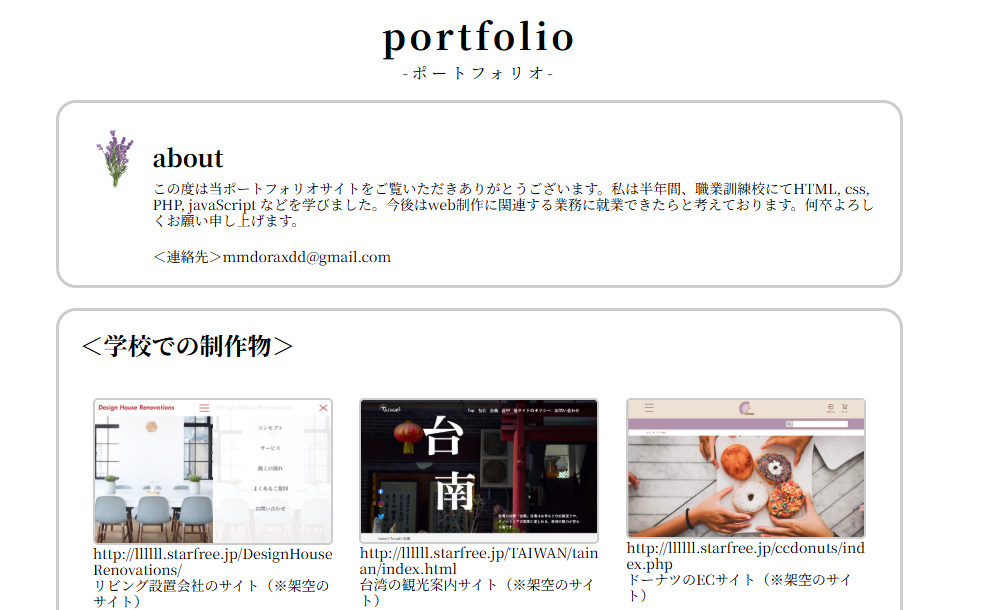 portfolio
-ポートフォリオ-
about
この度は当ポートフォリオサイトをご覧いただきありがとうございます。私は半年間、職業訓練校にてHTML, css,
PHP, javaScript などを学びました。今後はweb制作に関連する業務に就業できたらと考えております。何卒よろし
くお願い申し上げます。
＜連絡先＞mmdoraxdd@gmail.com
＜学校での制作物＞
Design House Renovations
Design House Renovations
コンセプト
サービス
施工の流れ
よくあるご質問
お問い合わせ
Top 台北 台南 台中 当サイトのポリシー お問い合わせ
台
南
http://llllll.starfree.jp/DesignHouse
Renovations/
リビング設置会社のサイト（※架空の
サイト）
http://llllll.starfree.jp/TAIWAN/tain
an/index.html
台湾の観光案内サイト（※架空のサイ
ト）
http://llllll.starfree.jp/ccdonuts/ind
ex.php
ドーナツのECサイト（※架空のサイ
ト）